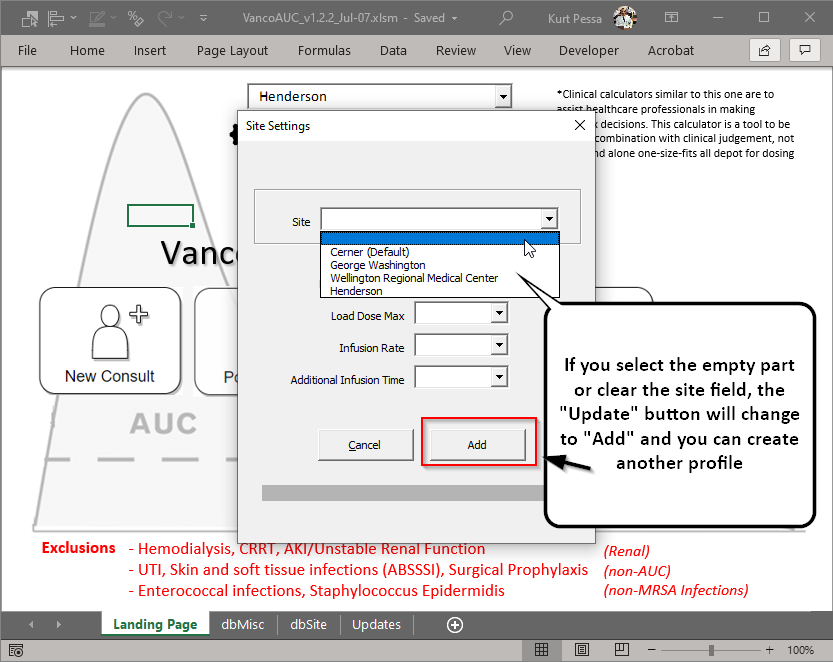 VancoAUC_v1.2.2_Jul-07.xlsm - Saved
Kurt Pessa
File Home Insert Page Layout Formulas Data Review View Developer Acrobat
Henderson
*Clinical calculators similar to this one are to
assist healthcare professionals in making
decisions. This calculator is a tool to be
combination with clinical judgement, not
alone one-size-fits all depot for dosing
Site Settings
Vanco
Site
Cerner (Default)
George Washington
Wellington Regional Medical Center
Henderson
Load Dose Max
Infusion Rate
Additional Infusion Time
New Consult
Po
AUC
Cancel
Add
If you select the empty part
or clear the site field, the
"Update" button will change
to "Add" and you can create
another profile
Exclusions - Hemodialysis, CRRT, AKI/Unstable Renal Function (Renal)
- UTI, Skin and soft tissue infections (ABSSSI), Surgical Prophylaxis (non-AUC)
- Enterococcal infections, Staphylococcus Epidermidis (non-MRSA Infections)
Landing Page dbMisc dbSite Updates
100%